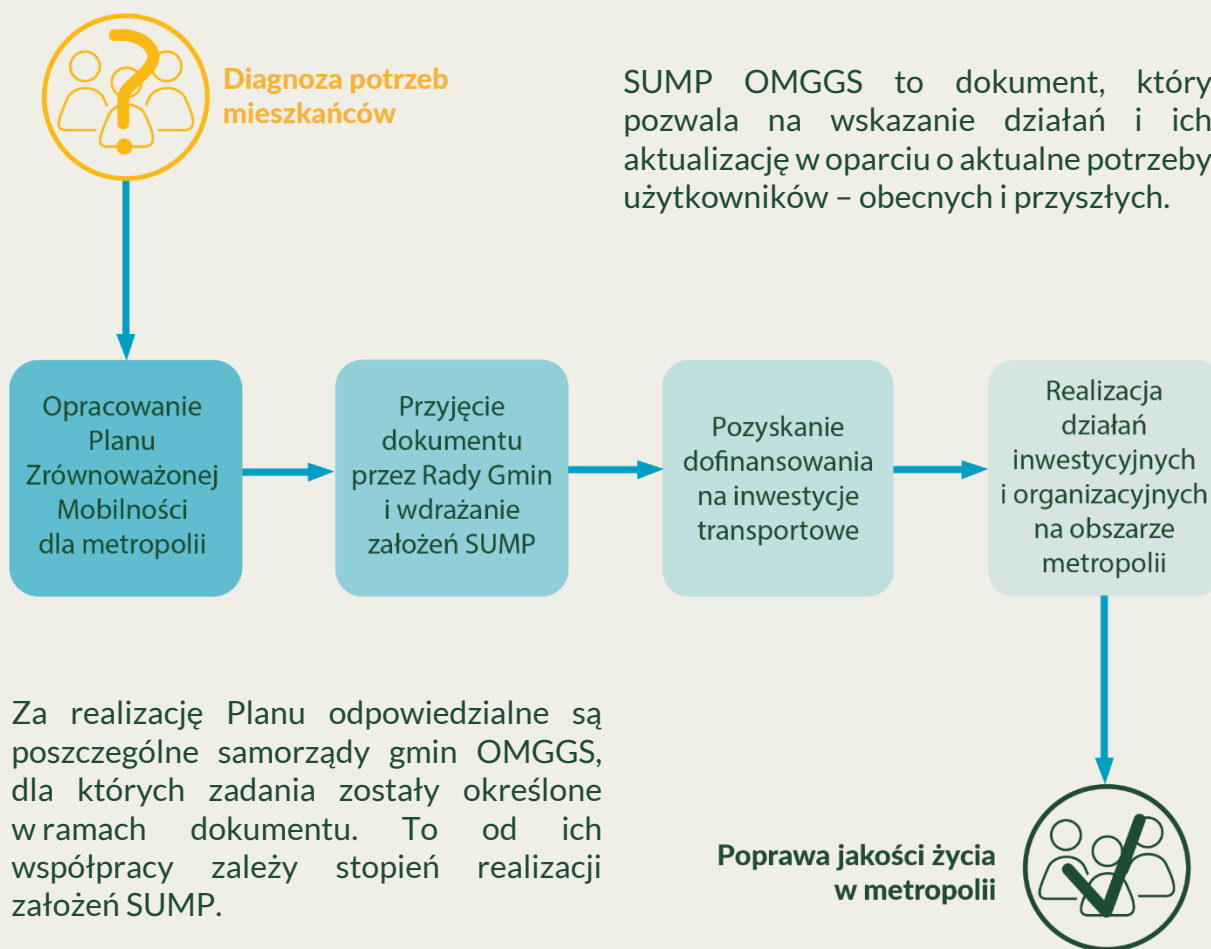 Diagnoza potrzeb
mieszkańców
SUMP OMGGS to dokument, który
pozwala na wskazanie działań i ich
aktualizację w oparciu o aktualne potrzeby
użytkowników – obecnych i przyszłych.
Opracowanie
Planu
Zrównoważonej
Mobilności
dla metropolii
Przyjęcie
dokumentu
przez Rady Gmin
i wdrażanie
założeń SUMP
Pozyskanie
dofinansowania
na inwestycje
transportowe
Realizacja
działań
inwestycyjnych
i organizacyjnych
na obszarze
metropolii
Za realizację Planu odpowiedzialne są
poszczególne samorządy gmin OMGGS,
dla których zadania zostały określone
w ramach dokumentu. To od ich
współpracy zależy stopień realizacji
założeń SUMP.
Poprawa jakości życia
w metropolii